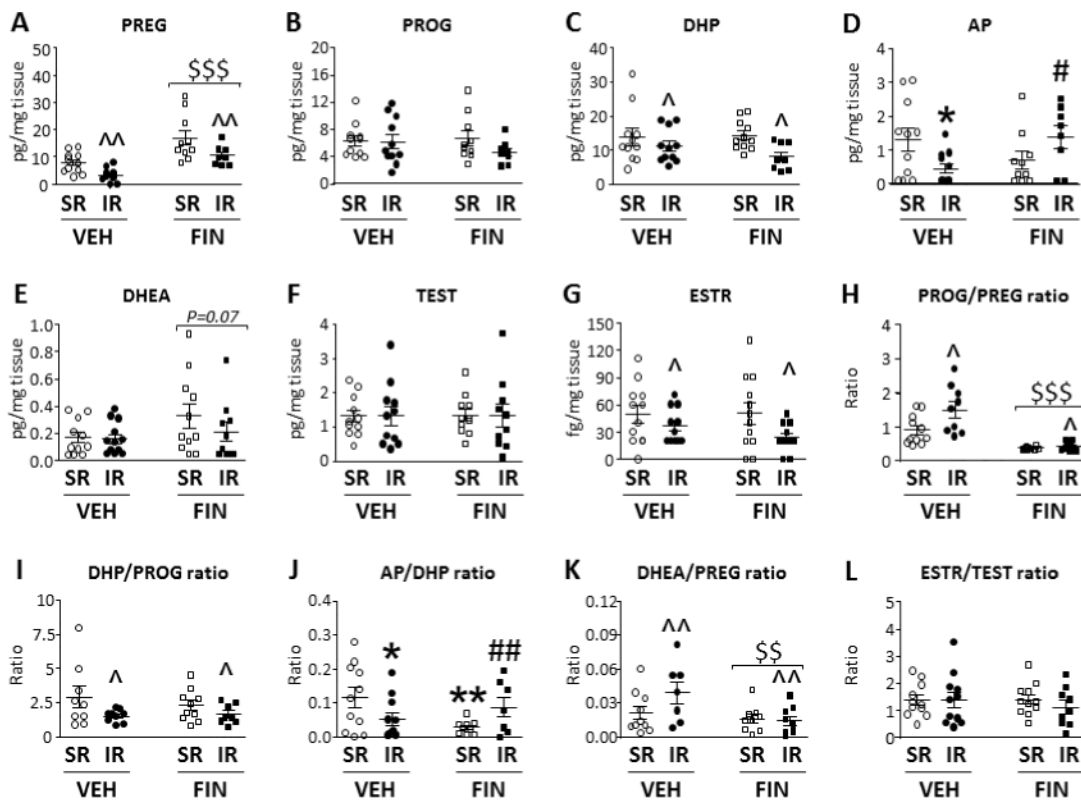 A PREG
pg/mg tissue
50
40
30
20
10
0
^^
$$$
^^
SR IR SR IR
VEH FIN
B PROG
pg/mg tissue
20
16
12
8
4
0
SR IR SR IR
VEH FIN
C DHP
pg/mg tissue
40
30
20
10
0
^
^
SR IR SR IR
VEH FIN
D AP
pg/mg tissue
4
3
2
1
0
*
#
SR IR SR IR
VEH FIN
E DHEA
pg/mg tissue
1.0
0.8
0.6
0.4
0.2
0.0
P=0.07
SR IR SR IR
VEH FIN
F TEST
pg/mg tissue
4
3
2
1
0
SR IR SR IR
VEH FIN
G ESTR
fg/mg tissue
150
120
90
60
30
0
^
^
SR IR SR IR
VEH FIN
H PROG/PREG ratio
Ratio
4
3
2
1
0
^
$$$
^
SR IR SR IR
VEH FIN
I DHP/PROG ratio
Ratio
10
7.5
5
2.5
0
^
^
SR IR SR IR
VEH FIN
J AP/DHP ratio
Ratio
0.4
0.3
0.2
0.1
0.0
*
**
##
SR IR SR IR
VEH FIN
K DHEA/PREG ratio
Ratio
0.12
0.09
0.06
0.03
0.00
^^
$$
^^
SR IR SR IR
VEH FIN
L ESTR/TEST ratio
Ratio
5
4
3
2
1
0
SR IR SR IR
VEH FIN